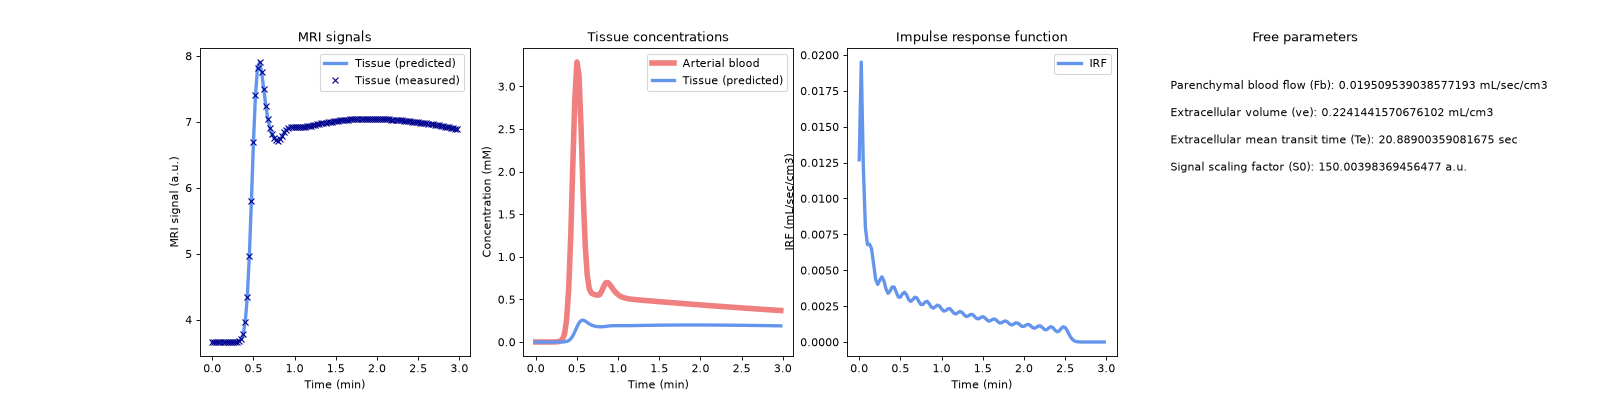 MRI signals
MRI signal (a.u.)
8
7
6
5
4
Tissue (predicted)
Tissue (measured)
0.0 0.5 1.0 1.5 2.0 2.5 3.0
Time (min)
Tissue concentrations
Concentration (mM)
3.0
2.5
2.0
1.5
1.0
0.5
0.0
Arterial blood
Tissue (predicted)
0.0 0.5 1.0 1.5 2.0 2.5 3.0
Time (min)
Impulse response function
IRF (mL/sec/cm3)
0.0200
0.0175
0.0150
0.0125
0.0100
0.0075
0.0050
0.0025
0.0000
IRF
0.0 0.5 1.0 1.5 2.0 2.5 3.0
Time (min)
Free parameters
Parenchymal blood flow (Fb): 0.019509539038577193 mL/sec/cm3
Extracellular volume (ve): 0.2241441570676102 mL/cm3
Extracellular mean transit time (Te): 20.88900359081675 sec
Signal scaling factor (S0): 150.00398369456477 a.u.